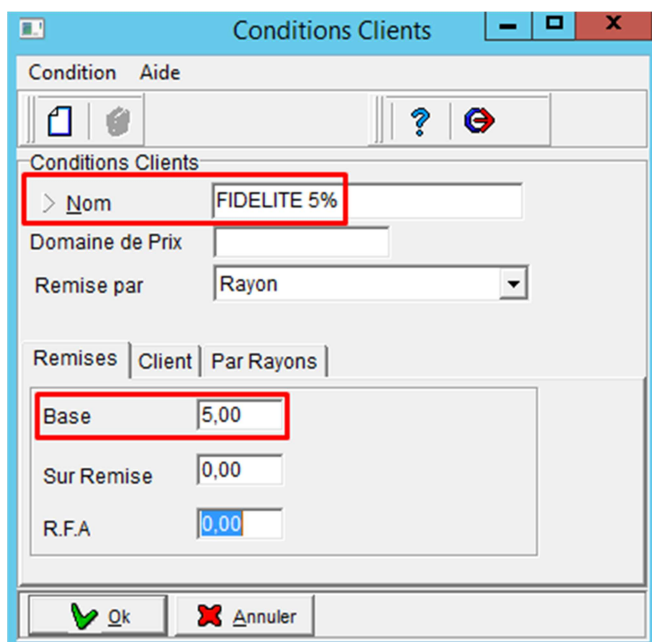 Conditions Clients
Condition Aide
Conditions Clients
> Nom FIDELITE 5%
Domaine de Prix
Remise par Rayon
Remises Client Par Rayons
Base 5,00
Sur Remise 0,00
R.F.A 0,00
Ok Annuler